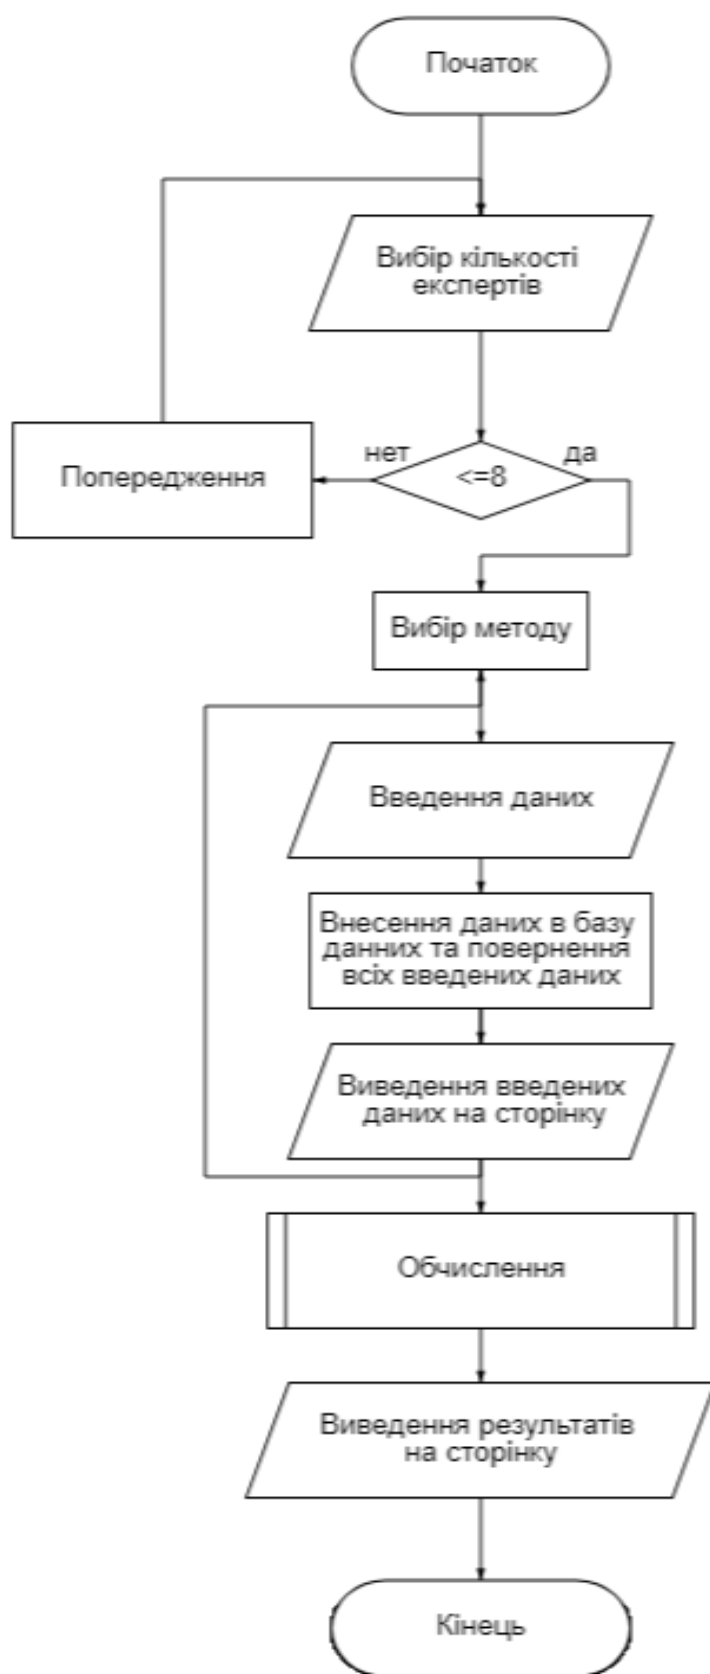 Початок
Вибір кількості
експертів
нет
да
<=8
Попередження
Вибір методу
Введення даних
Внесення даних в базу
данних та повернення
всіх введених даних
Виведення введених
даних на сторінку
Обчислення
Виведення результатів
на сторінку
Кінець